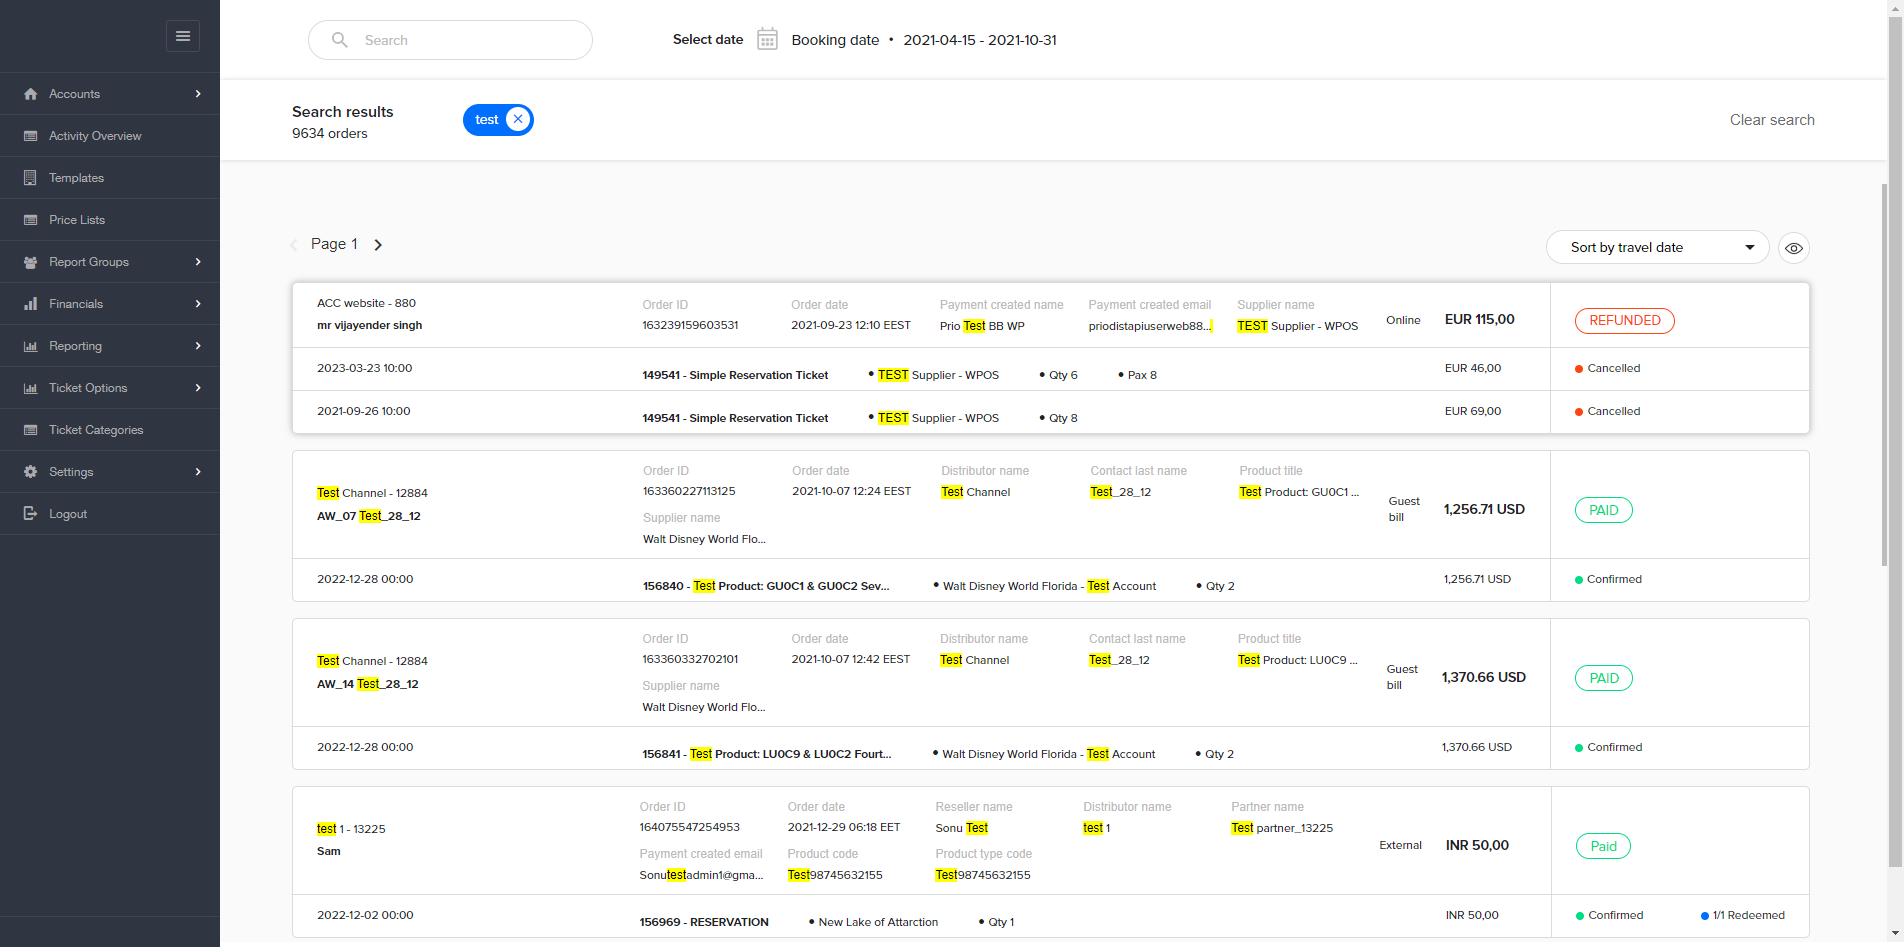 Search
Select date
Booking date • 2021-04-15 - 2021-10-31
Accounts
Activity Overview
Templates
Price Lists
Report Groups
Financials
Reporting
Ticket Options
Ticket Categories
Settings
Logout
Search results
9634 orders
test
Clear search
Page 1
Sort by travel date
ACC website - 880
mr vijayender singh
Order ID
163239159603531
Order date
2021-09-23 12:10 EEST
Payment created name
Prio Test BB WP
Payment created email
priodistapiuserweb88...
Supplier name
TEST Supplier - WPOS
Online
EUR 115,00
REFUNDED
2023-03-23 10:00
149541 - Simple Reservation Ticket • TEST Supplier - WPOS • Qty 6 • Pax 8
EUR 46,00
Cancelled
2021-09-26 10:00
149541 - Simple Reservation Ticket • TEST Supplier - WPOS • Qty 8
EUR 69,00
Cancelled
Test Channel - 12884
AW_07 Test_28_12
Order ID
163360227113125
Order date
2021-10-07 12:24 EEST
Distributor name
Test Channel
Contact last name
Test_28_12
Product title
Test Product: GU0C1 ...
Supplier name
Walt Disney World Flo...
Guest
bill
1,256.71 USD
PAID
2022-12-28 00:00
156840 - Test Product: GU0C1 & GU0C2 Sev... • Walt Disney World Florida - Test Account • Qty 2
1,256.71 USD
Confirmed
Test Channel - 12884
AW_14 Test_28_12
Order ID
163360332702101
Order date
2021-10-07 12:42 EEST
Distributor name
Test Channel
Contact last name
Test_28_12
Product title
Test Product: LU0C9 ...
Supplier name
Walt Disney World Flo...
Guest
bill
1,370.66 USD
PAID
2022-12-28 00:00
156841 - Test Product: LU0C9 & LU0C2 Fourt... • Walt Disney World Florida - Test Account • Qty 2
1,370.66 USD
Confirmed
test 1 - 13225
Sam
Order ID
164075547254953
Order date
2021-12-29 06:18 EET
Reseller name
Sonu Test
Distributor name
test 1
Partner name
Test partner_13225
Payment created email
Sonutestadmin1@gma...
Product code
Test98745632155
Product type code
Test98745632155
External
INR 50,00
Paid
2022-12-02 00:00
156969 - RESERVATION • New Lake of Attarction • Qty 1
INR 50,00
Confirmed
1/1 Redeemed